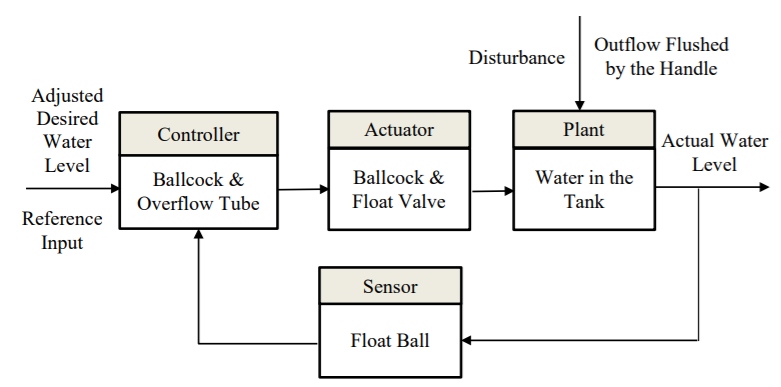 Disturbance
Outflow Flushed
by the Handle
Adjusted
Desired
Water
Level
Reference
Input
Controller
Ballcock &
Overflow Tube
Actuator
Ballcock &
Float Valve
Plant
Water in the
Tank
Actual Water
Level
Sensor
Float Ball